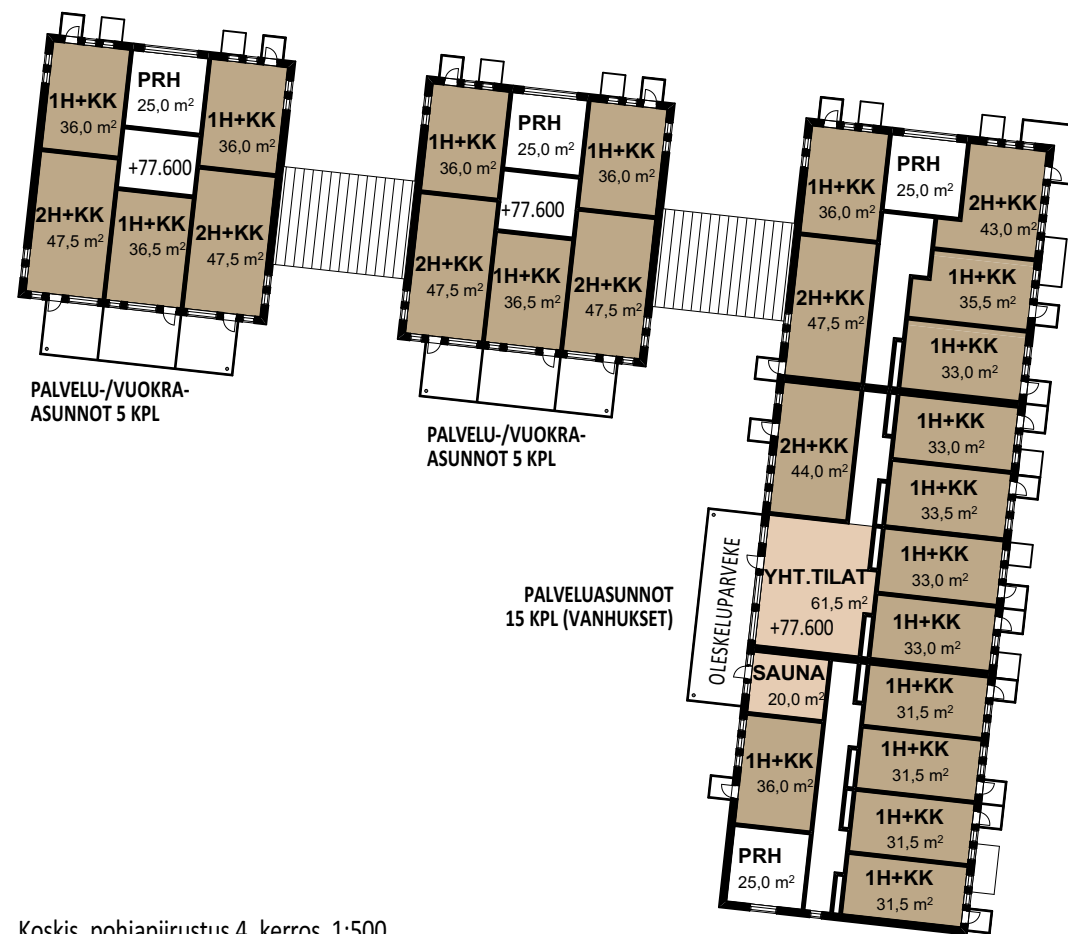 PRH
25,0 m²
1H+KK
36,0 m²
1H+KK
36,0 m²
+77.600
2H+KK
47,5 m²
1H+KK
36,5 m²
2H+KK
47,5 m²
PALVELU-/VUOKRA-
ASUNNOT 5 KPL
PRH
25,0 m²
1H+KK
36,0 m²
1H+KK
36,0 m²
+77.600
2H+KK
47,5 m²
1H+KK
36,5 m²
2H+KK
47,5 m²
PALVELU-/VUOKRA-
ASUNNOT 5 KPL
PRH
25,0 m²
1H+KK
36,0 m²
2H+KK
43,0 m²
1H+KK
35,5 m²
2H+KK
47,5 m²
1H+KK
33,0 m²
1H+KK
33,0 m²
2H+KK
44,0 m²
1H+KK
33,5 m²
1H+KK
33,0 m²
YHT.TILAT
61,5 m²
+77.600
1H+KK
33,0 m²
OLESKELUPARVEKE
PALVELUASUNNOT
15 KPL (VANHUKSET)
SAUNA
20,0 m²
1H+KK
31,5 m²
1H+KK
36,0 m²
1H+KK
31,5 m²
1H+KK
31,5 m²
PRH
25,0 m²
1H+KK
31,5 m²
Koskis, pohjapiirustus 4. kerros, 1:500